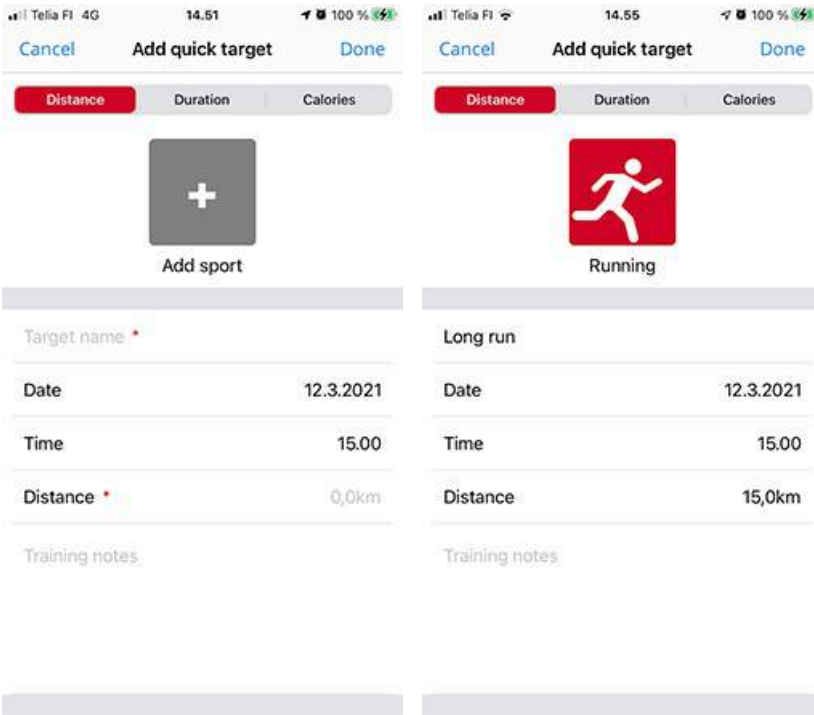 Telia FI 4G 14.51 100 %
Cancel Add quick target Done
Distance Duration Calories
+
Add sport
Target name *
Date 12.3.2021
Time 15.00
Distance * 0,0km
Training notes
Telia FI 14.55 100 %
Cancel Add quick target Done
Distance Duration Calories
Running
Long run
Date 12.3.2021
Time 15.00
Distance 15,0km
Training notes